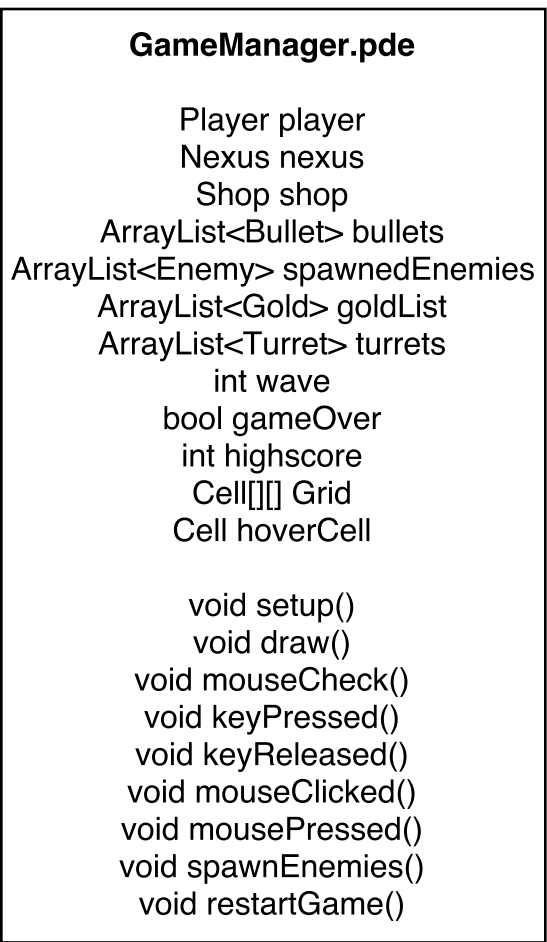 GameManager.pde
Player player
Nexus nexus
Shop shop
ArrayList<Bullet> bullets
ArrayList<Enemy> spawnedEnemies
ArrayList<Gold> goldList
ArrayList<Turret> turrets
int wave
bool gameOver
int highscore
Cell[][] Grid
Cell hoverCell
void setup()
void draw()
void mouseCheck()
void keyPressed()
void keyReleased()
void mouseClicked()
void mousePressed()
void spawnEnemies()
void restartGame()